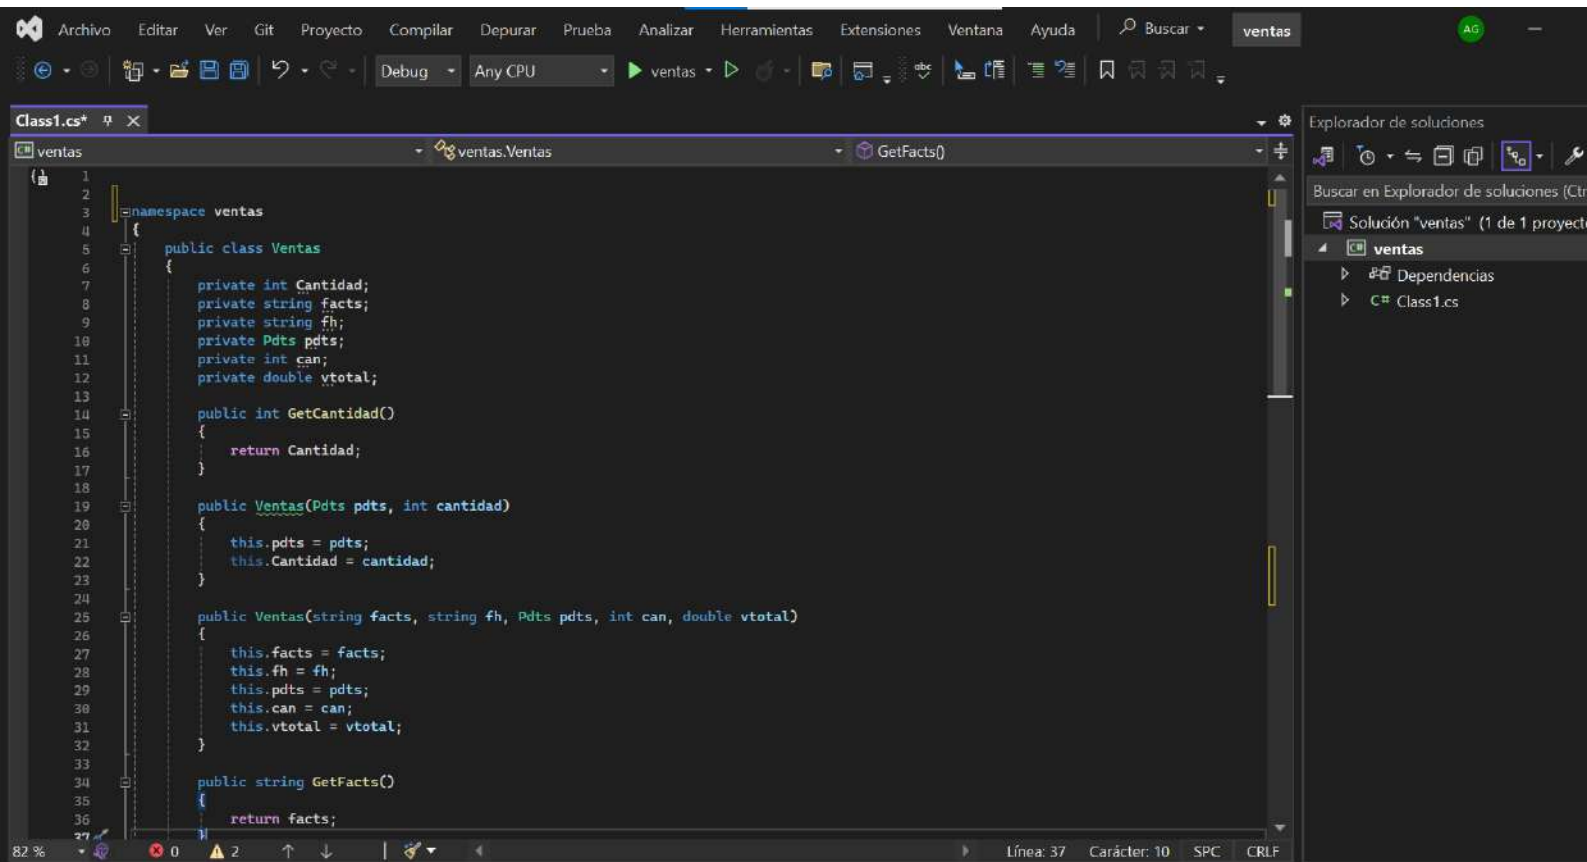 Archivo Editar Ver Git Proyecto Compilar Depurar Prueba Analizar Herramientas Extensiones Ventana Ayuda Buscar ventas AG
Debug Any CPU ventas abc
Class1.cs*
Explorador de soluciones
ventas ventas.Ventas GetFacts()
Buscar en Explorador de soluciones (Ctr
Solución "ventas" (1 de 1 proyecto
ventas
Dependencias
C# Class1.cs
1
2
3 namespace ventas
4 {
5 public class Ventas
6 {
7 private int Cantidad;
8 private string facts;
9 private string fh;
10 private Pdts pdts;
11 private int can;
12 private double vtotal;
13
14 public int GetCantidad()
15 {
16 return Cantidad;
17 }
18
19 public Ventas(Pdts pdts, int cantidad)
20 {
21 this.pdts = pdts;
22 this.Cantidad = cantidad;
23 }
24
25 public Ventas(string facts, string fh, Pdts pdts, int can, double vtotal)
26 {
27 this.facts = facts;
28 this.fh = fh;
29 this.pdts = pdts;
30 this.can = can;
31 this.vtotal = vtotal;
32 }
33
34 public string GetFacts()
35 {
36 return facts;
37 }
82 % 0 2 Línea: 37 Carácter: 10 SPC CRLF